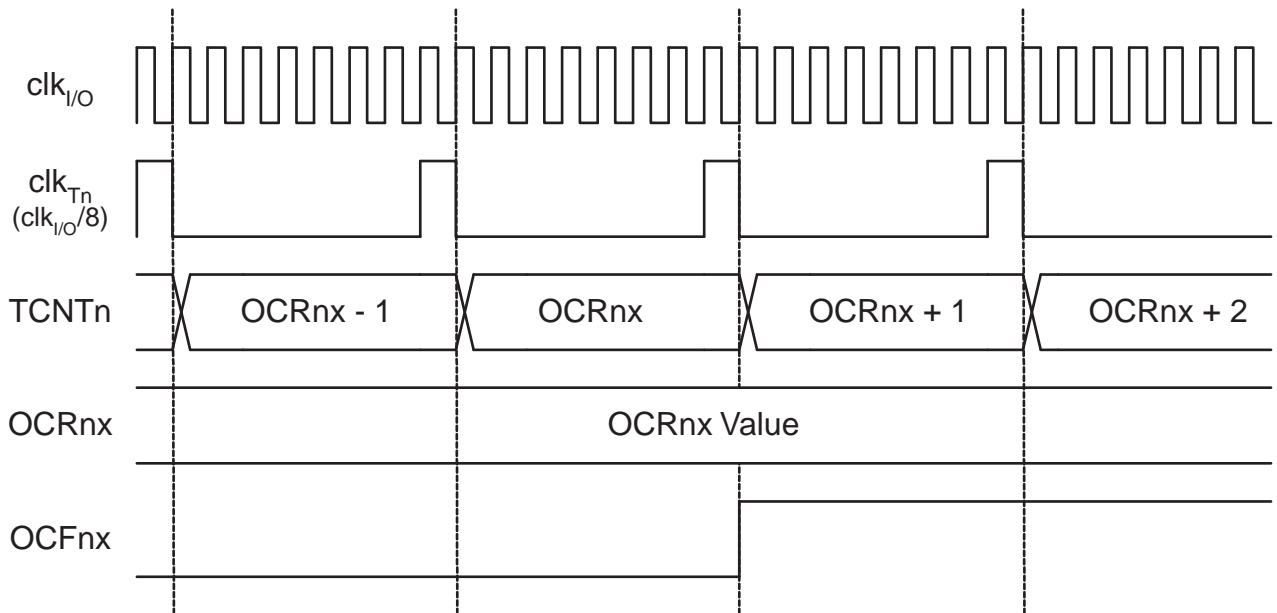 clk_I/O
clk_Tn
(clk_I/O/8)
TCNTn OCRnx - 1 OCRnx OCRnx + 1 OCRnx + 2
OCRnx OCRnx Value
OCFnx